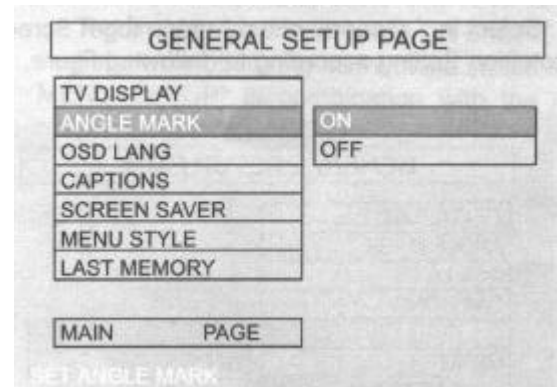 GENERAL SETUP PAGE
TV DISPLAY
ANGLE MARK
ON
OSD LANG
OFF
CAPTIONS
SCREEN SAVER
MENU STYLE
LAST MEMORY
MAIN PAGE
SET ANGLE MARK